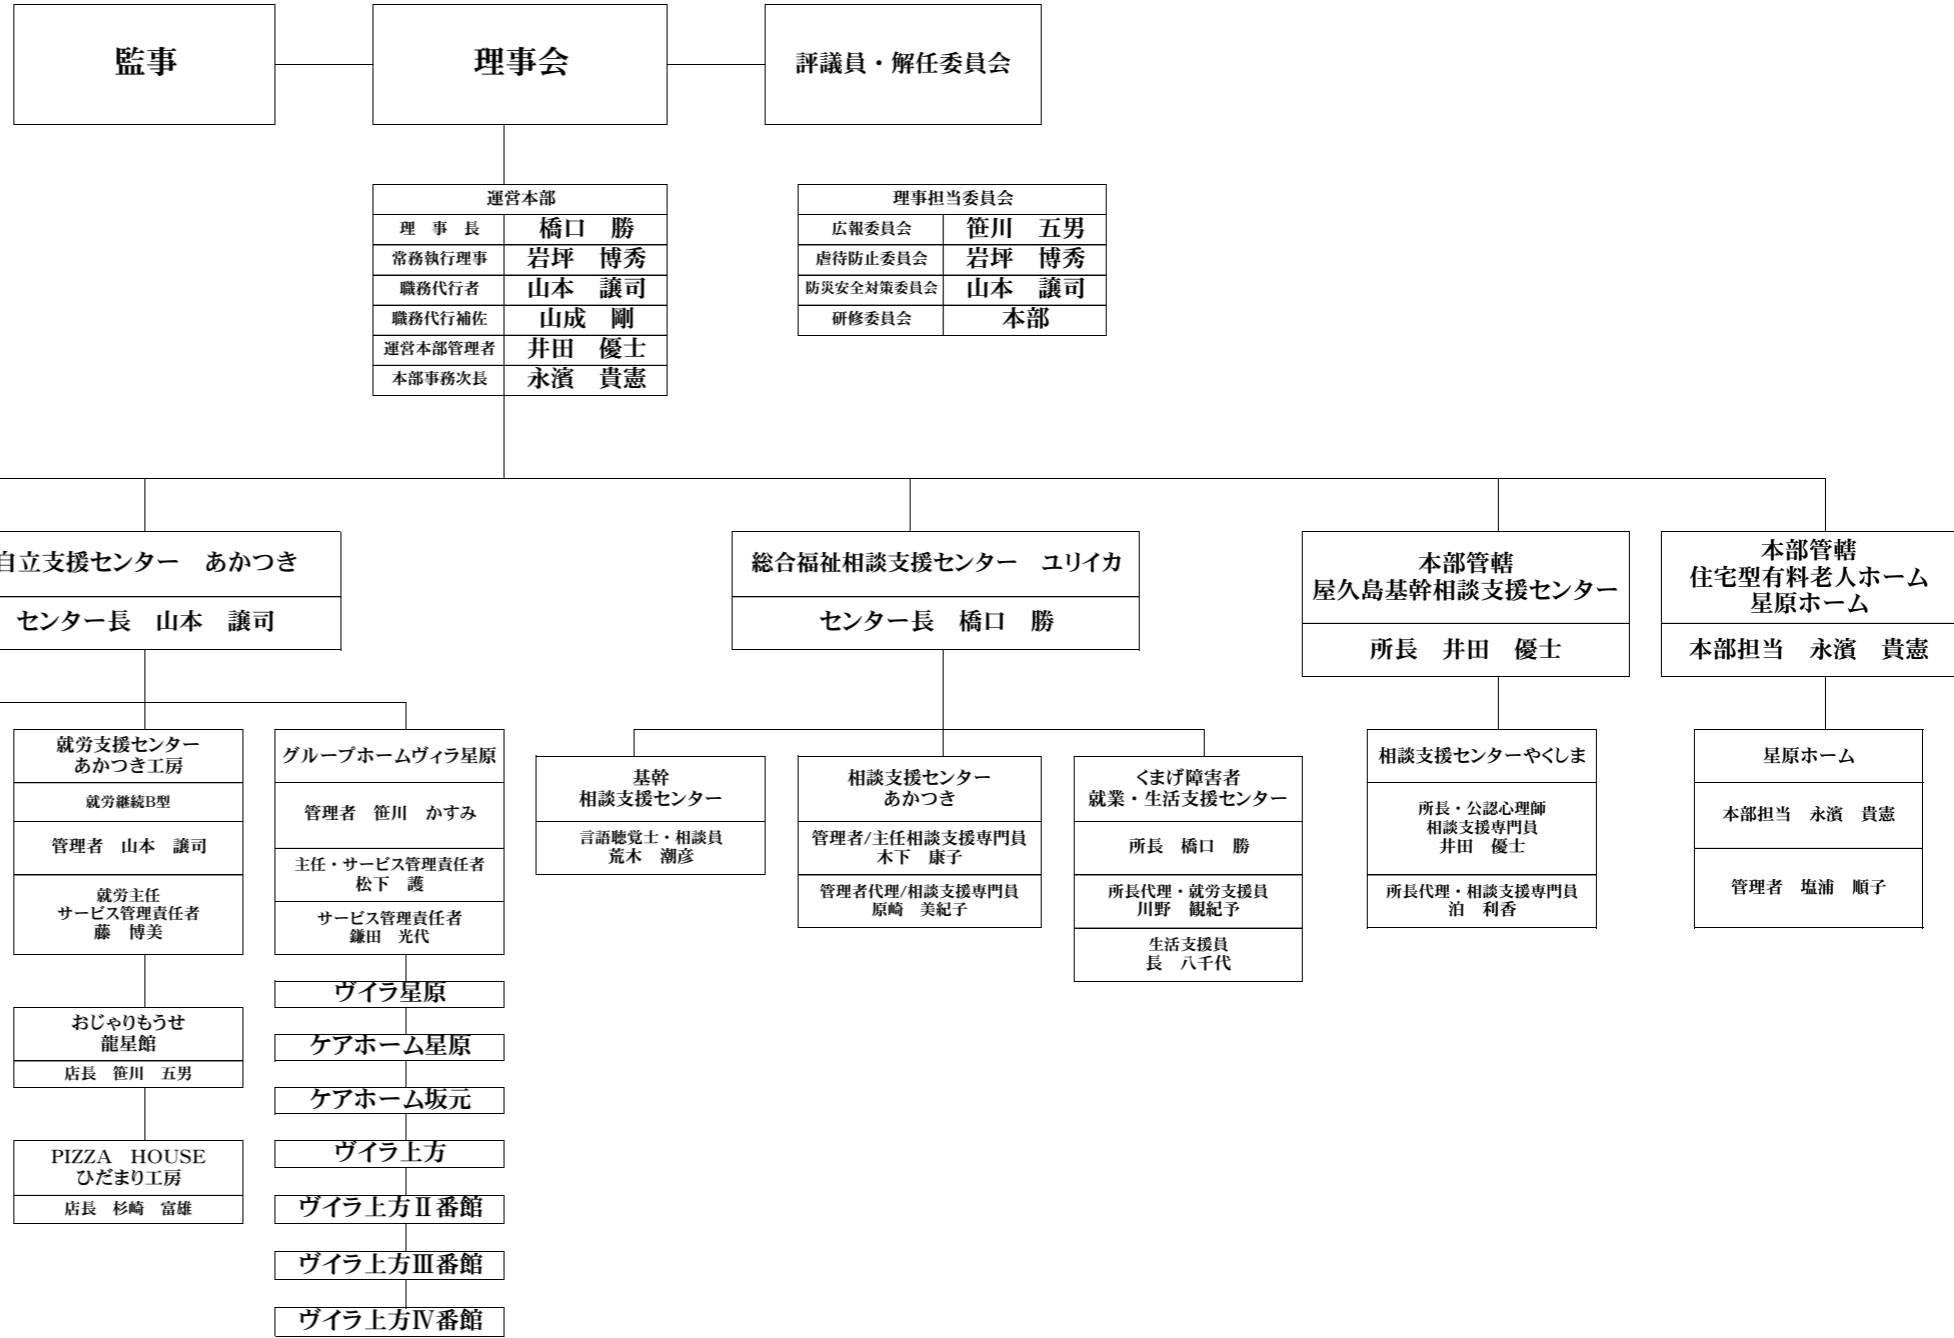 監事
理事会
評議員・解任委員会
運営本部
理　事　長　橋口　勝
常務執行理事　岩坪　博秀
職務代行者　山本　譲司
職務代行補佐　山成　剛
運営本部管理者　井田　優士
本部事務次長　永濱　貴憲
理事担当委員会
広報委員会　笹川　五男
虐待防止委員会　岩坪　博秀
防災安全対策委員会　山本　譲司
研修委員会　本部
自立支援センター　あかつき
センター長　山本　譲司
総合福祉相談支援センター　ユリイカ
センター長　橋口　勝
本部管轄
屋久島基幹相談支援センター
所長　井田　優士
本部管轄
住宅型有料老人ホーム
星原ホーム
本部担当　永濱　貴憲
就労支援センター
あかつき工房
就労継続B型
管理者　山本　譲司
就労主任
サービス管理責任者
藤　博美
おじゃりもうせ
龍星館
店長　笹川　五男
PIZZA　HOUSE
ひだまり工房
店長　杉崎　富雄
グループホームヴィラ星原
管理者　笹川　かすみ
主任・サービス管理責任者
松下　護
サービス管理責任者
鎌田　光代
ヴイラ星原
ケアホーム星原
ケアホーム坂元
ヴイラ上方
ヴイラ上方Ⅱ番館
ヴイラ上方Ⅲ番館
ヴイラ上方Ⅳ番館
基幹
相談支援センター
言語聴覚士・相談員
荒木　潮彦
相談支援センター
あかつき
管理者/主任相談支援専門員
木下　康子
管理者代理/相談支援専門員
原崎　美紀子
くまげ障害者
就業・生活支援センター
所長　橋口　勝
所長代理・就労支援員
川野　観紀予
生活支援員
長　八千代
相談支援センターやくしま
所長・公認心理師
相談支援専門員
井田　優士
所長代理・相談支援専門員
泊　利香
星原ホーム
本部担当　永濱　貴憲
管理者　塩浦　順子